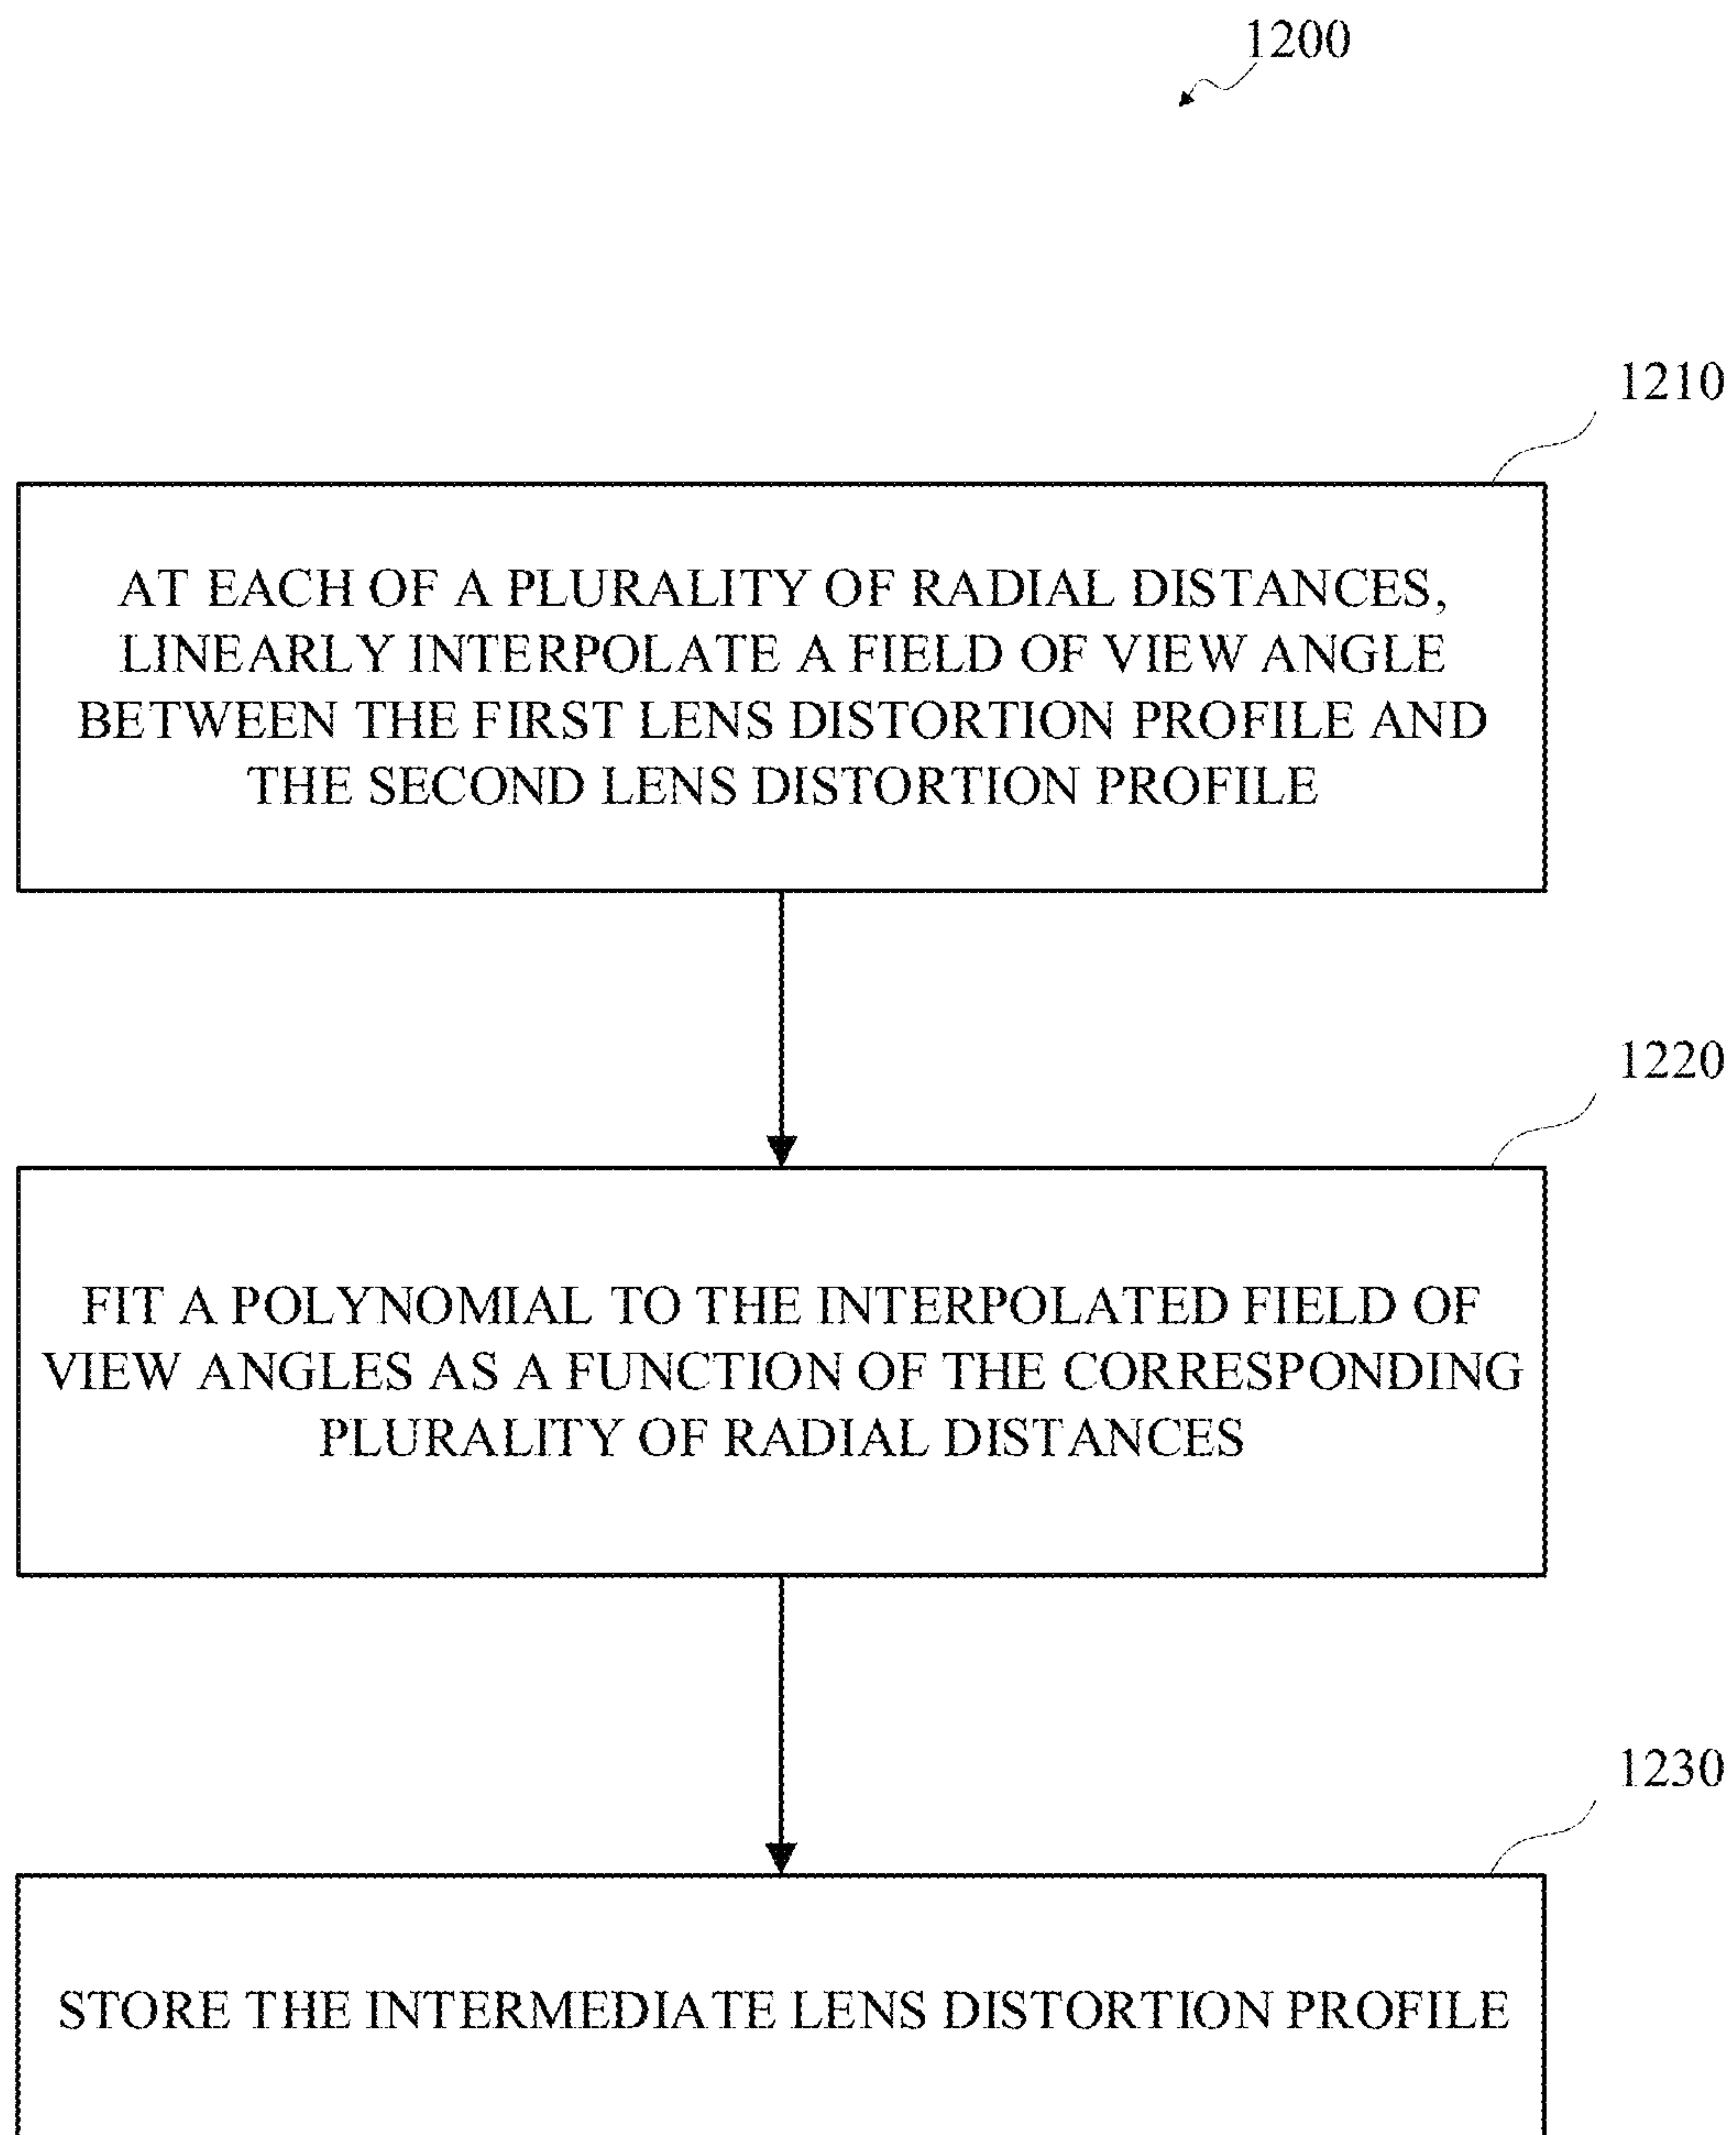 1200
1210
AT EACH OF A PLURALITY OF RADIAL DISTANCES,
LINEARLY INTERPOLATE A FIELD OF VIEW ANGLE
BETWEEN THE FIRST LENS DISTORTION PROFILE AND
THE SECOND LENS DISTORTION PROFILE
1220
FIT A POLYNOMIAL TO THE INTERPOLATED FIELD OF
VIEW ANGLES AS A FUNCTION OF THE CORRESPONDING
PLURALITY OF RADIAL DISTANCES
1230
STORE THE INTERMEDIATE LENS DISTORTION PROFILE